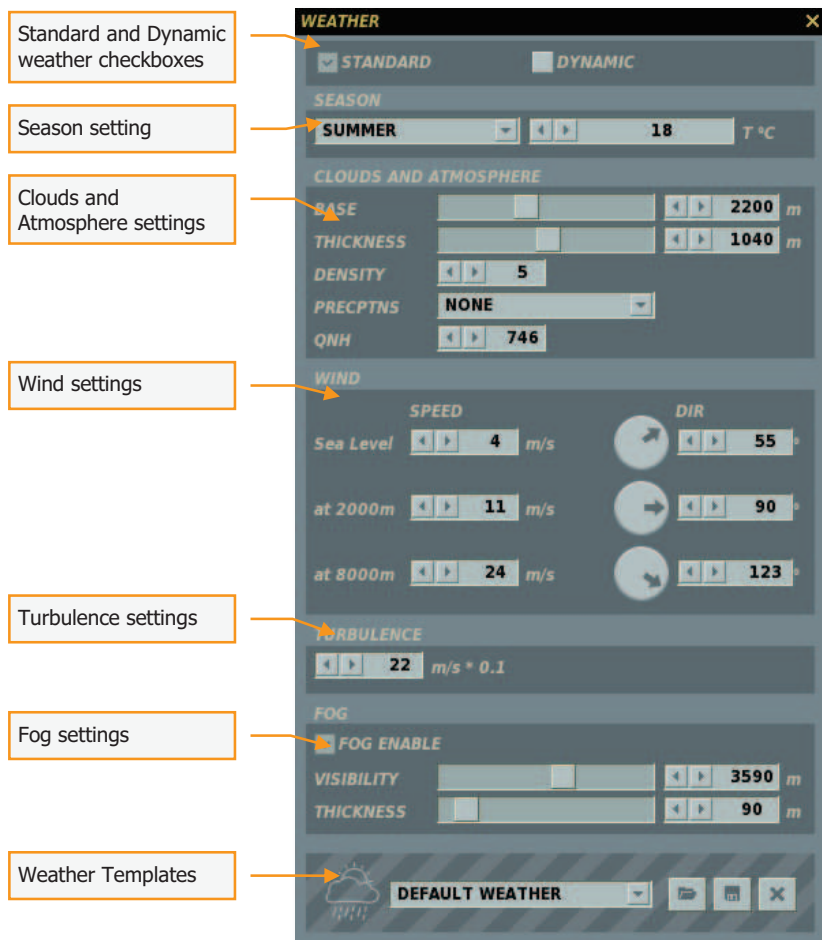 WEATHER
Standard and Dynamic
weather checkboxes
STANDARD DYNAMIC
SEASON
Season setting
SUMMER 18 T °C
CLOUDS AND ATMOSPHERE
Clouds and
Atmosphere settings
BASE 2200 m
THICKNESS 1040 m
DENSITY 5
PRECPTNS NONE
QNH 746
Wind settings
WIND
SPEED DIR
Sea Level 4 m/s 55 °
at 2000m 11 m/s 90 °
at 8000m 24 m/s 123 °
Turbulence settings
TURBULENCE
22 m/s * 0.1
FOG
Fog settings
FOG ENABLE
VISIBILITY 3590 m
THICKNESS 90 m
Weather Templates
DEFAULT WEATHER